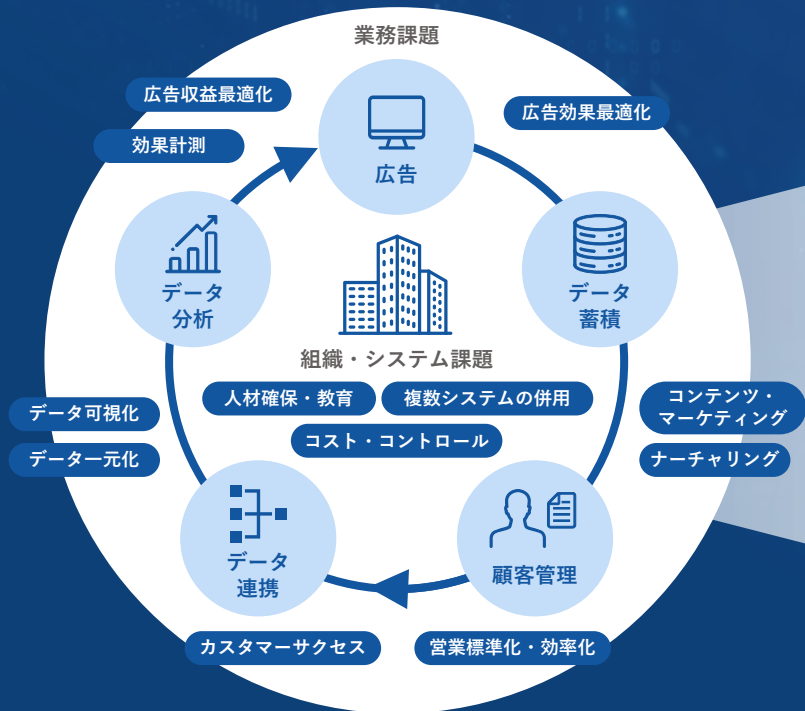 業務課題
広告収益最適化
効果計測
広告
広告効果最適化
データ
分析
データ
蓄積
組織・システム課題
人材確保・教育
複数システムの併用
コスト・コントロール
データ可視化
データ一元化
コンテンツ・
マーケティング
ナーチャリング
データ
連携
顧客管理
カスタマーサクセス
営業標準化・効率化